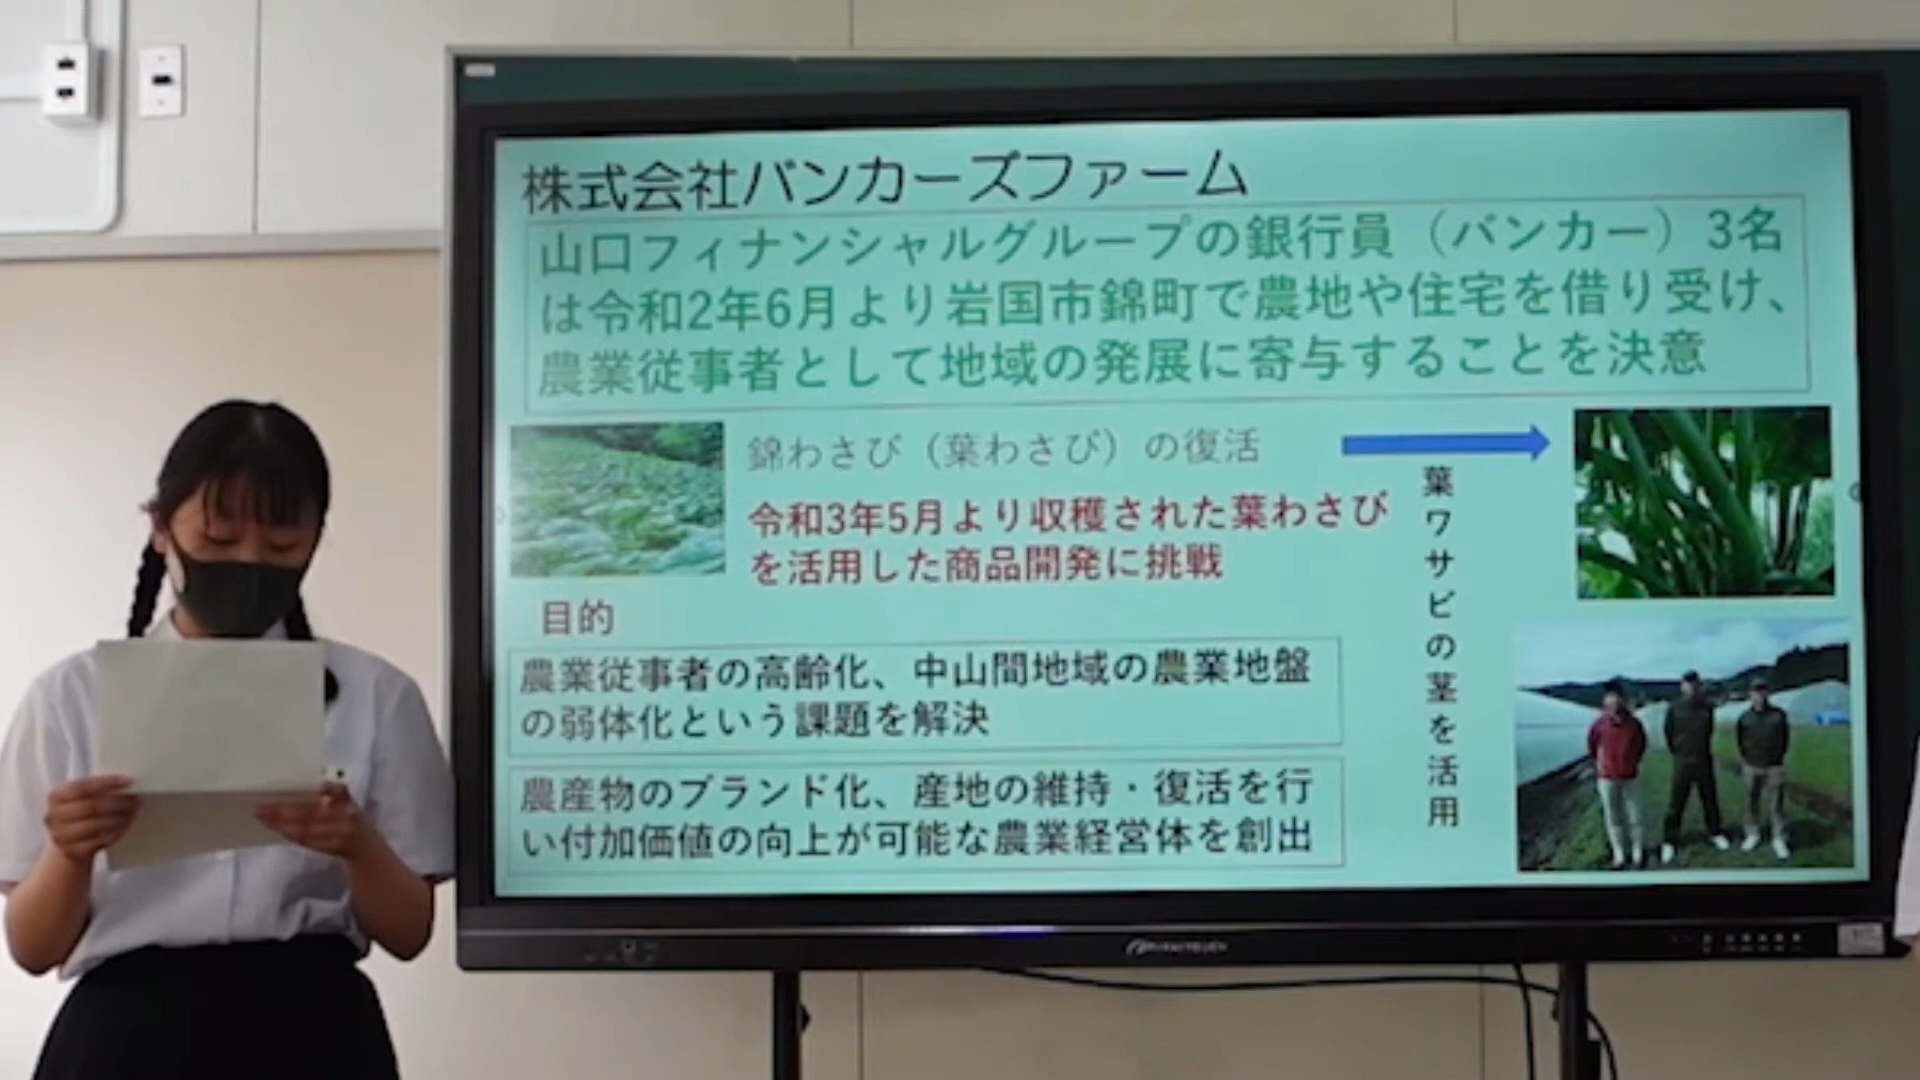 株式会社バンカーズファーム
山口フィナンシャルグループの銀行員（バンカー）3名
は令和2年6月より岩国市錦町で農地や住宅を借り受け、
農業従事者として地域の発展に寄与することを決意
錦わさび（葉わさび）の復活
令和3年5月より収穫された葉わさび
を活用した商品開発に挑戦
葉ワサビの茎を活用
目的
農業従事者の高齢化、中山間地域の農業地盤
の弱体化という課題を解決
農産物のブランド化、産地の維持・復活を行
い付加価値の向上が可能な農業経営体を創出